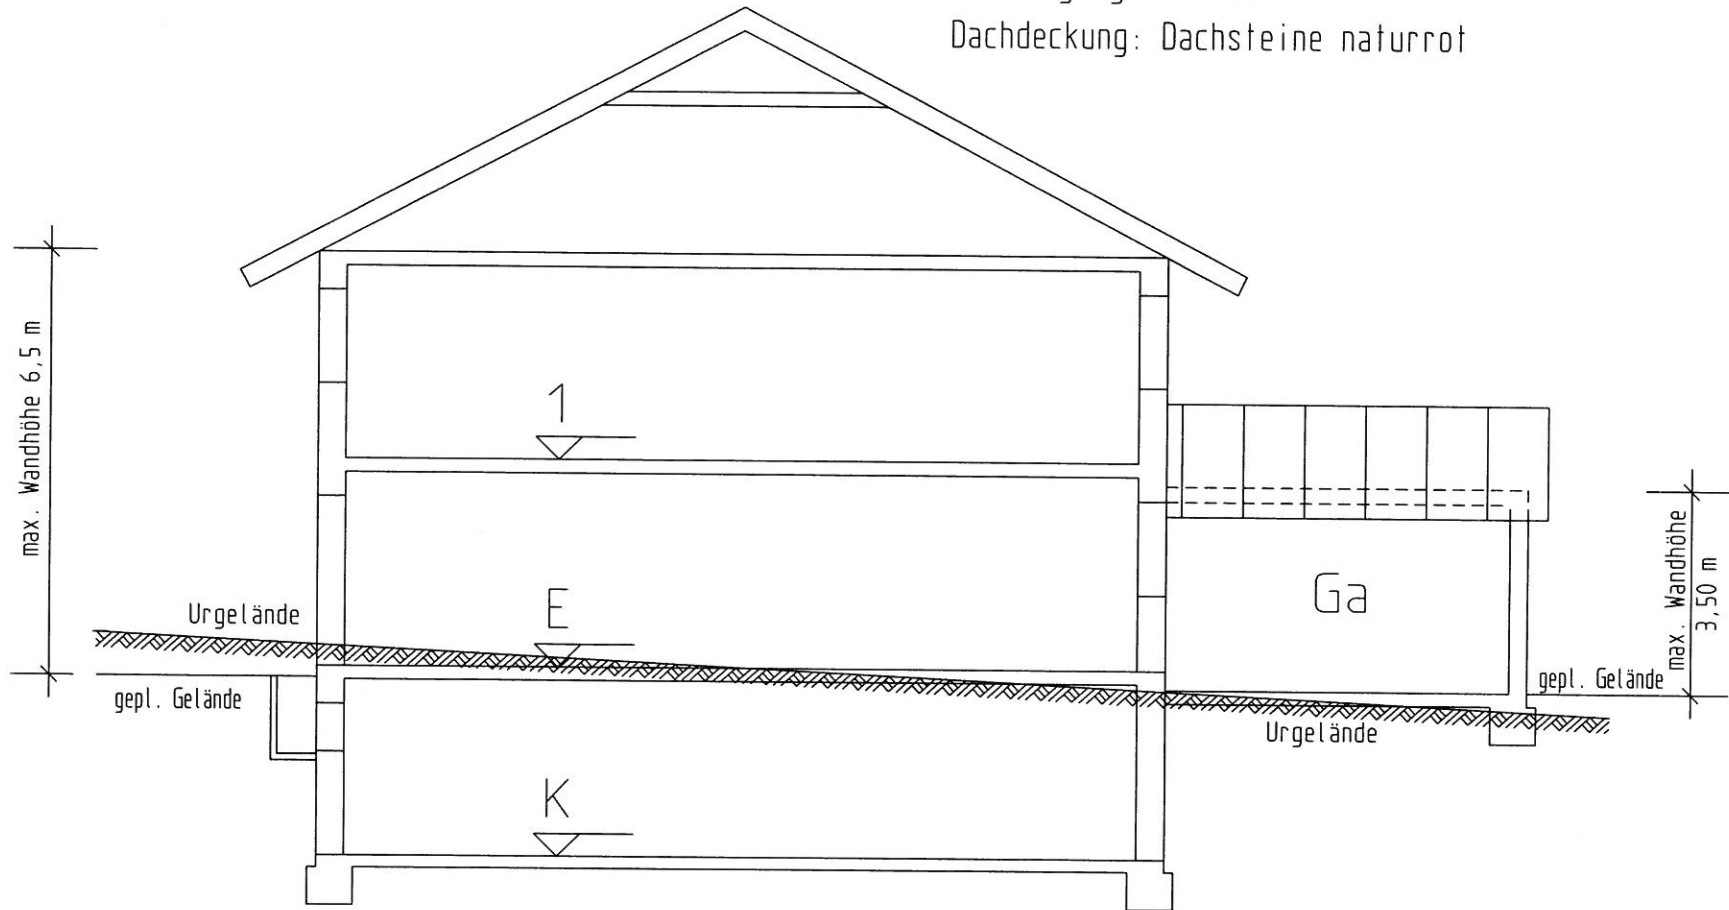 Dachdeckung: Dachsteine naturrot
max. Wandhöhe 6,5 m
1
E
K
Ga
Urgelände
gepl. Gelände
max. Wandhöhe
3,50 m
gepl. Gelände
Urgelände